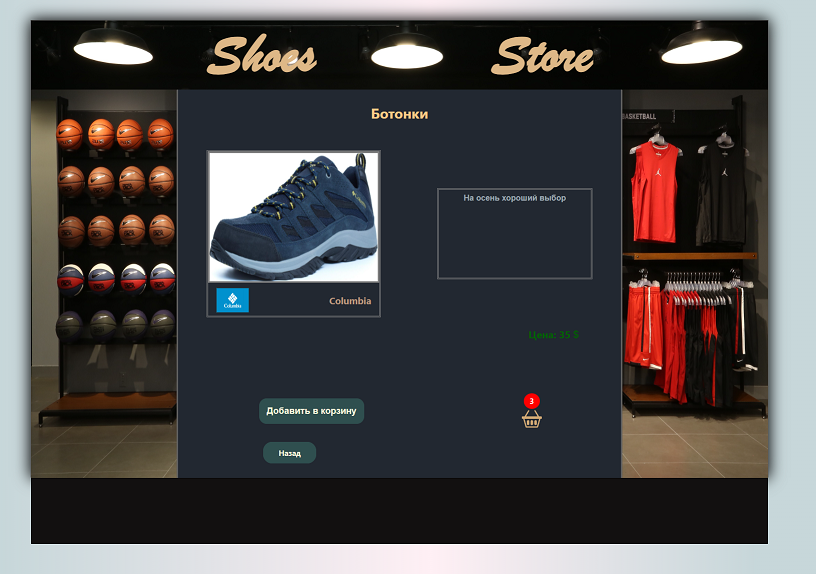 Shoes Store
Ботонки
BASKETBALL
На осень хороший выбор
Columbia
Columbia
Цена: 35 $
3
Добавить в корзину
Назад